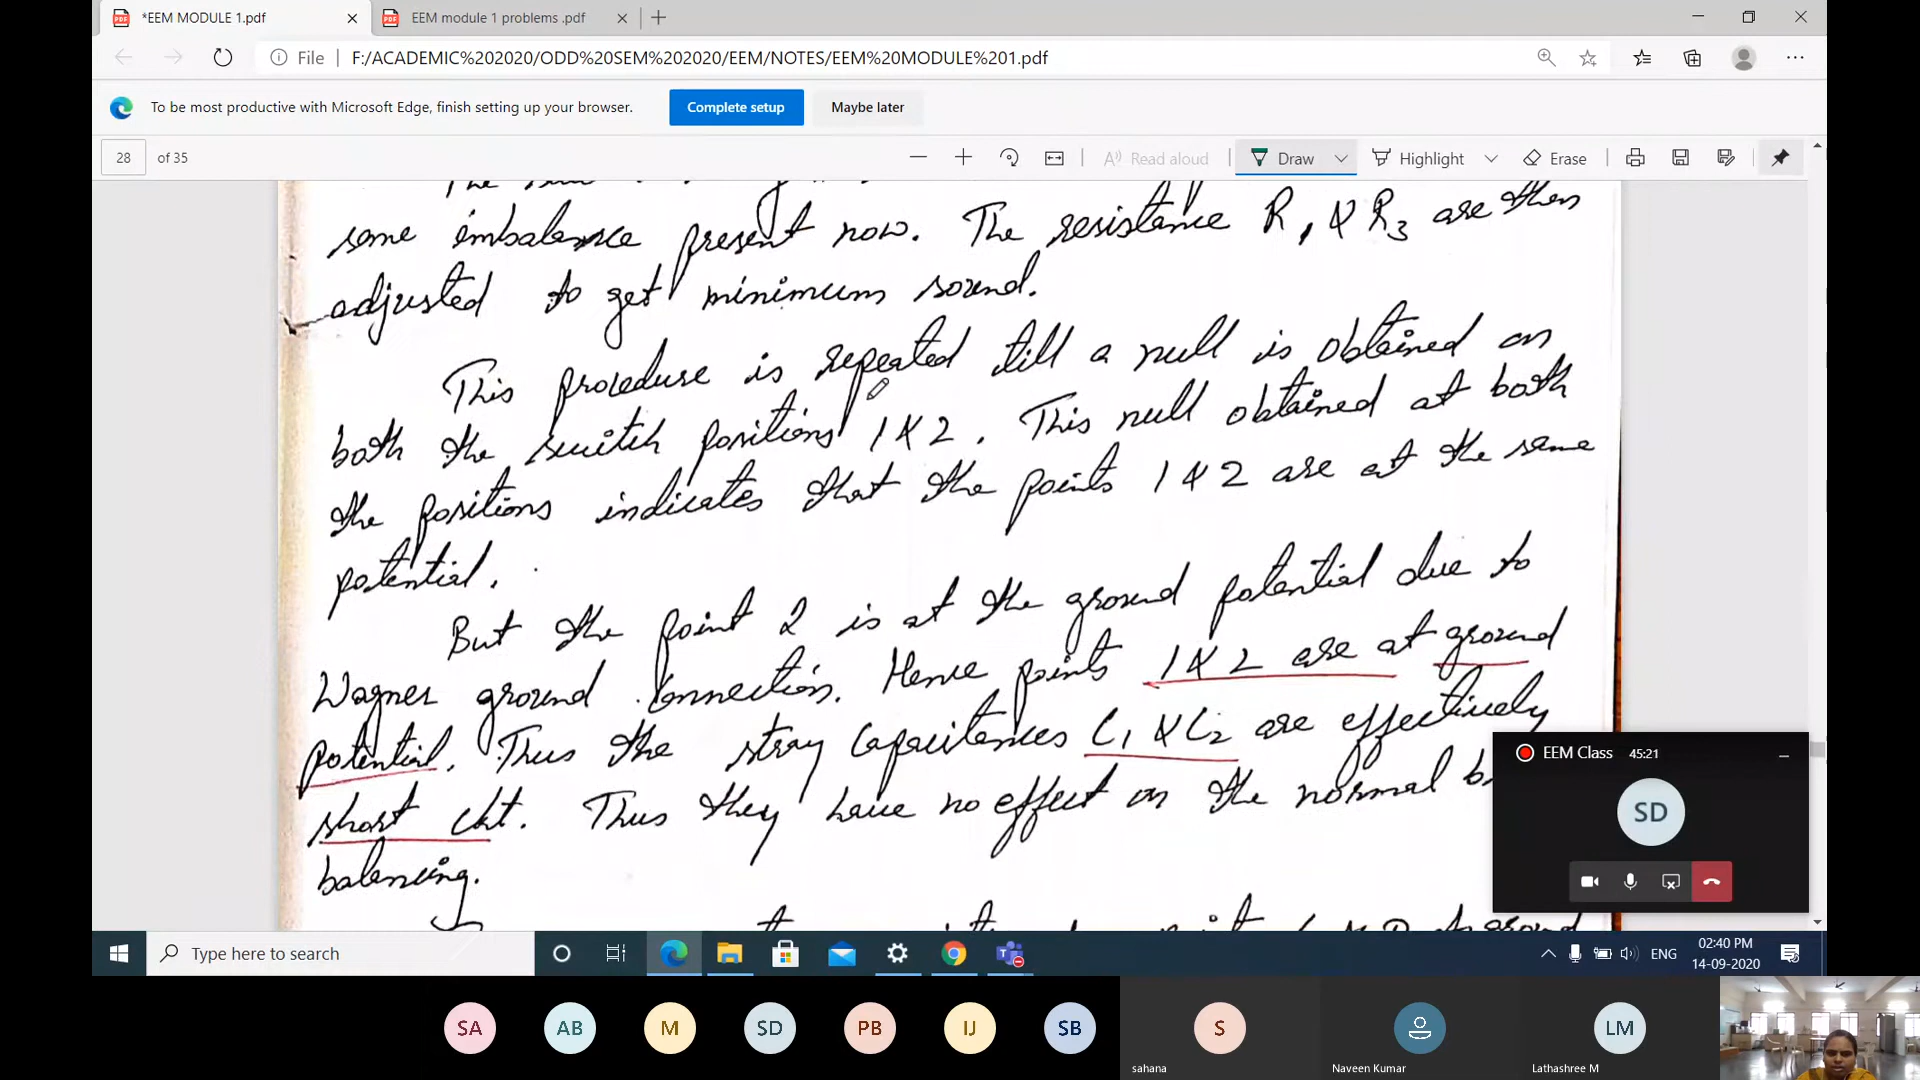 *EEM MODULE 1.pdf
EEM module 1 problems .pdf
File F:/ACADEMIC%202020/ODD%20SEM%202020/EEM/NOTES/EEM%20MODULE%201.pdf
To be most productive with Microsoft Edge, finish setting up your browser. Complete setup Maybe later
28 of 35 Read aloud Draw Highlight Erase
some imbalance present now. The resistance R1 & R3 are then
adjusted to get minimum sound.
This procedure is repeated till a null is obtained on
both the switch positions 1 & 2. This null obtained at both
the positions indicates that the points 1 & 2 are at the same
potential.
But the point 2 is at the ground potential due to
Wagner ground connection. Hence points 1 & 2 are at ground
potential. Thus the stray capacitances C1 & C2 are effectively
short ckt. Thus they have no effect on the normal b
balancing.
EEM Class 45:21
SD
Type here to search
ENG
02:40 PM
14-09-2020
SA AB M SD PB IJ SB S LM
sahana Naveen Kumar Lathashree M